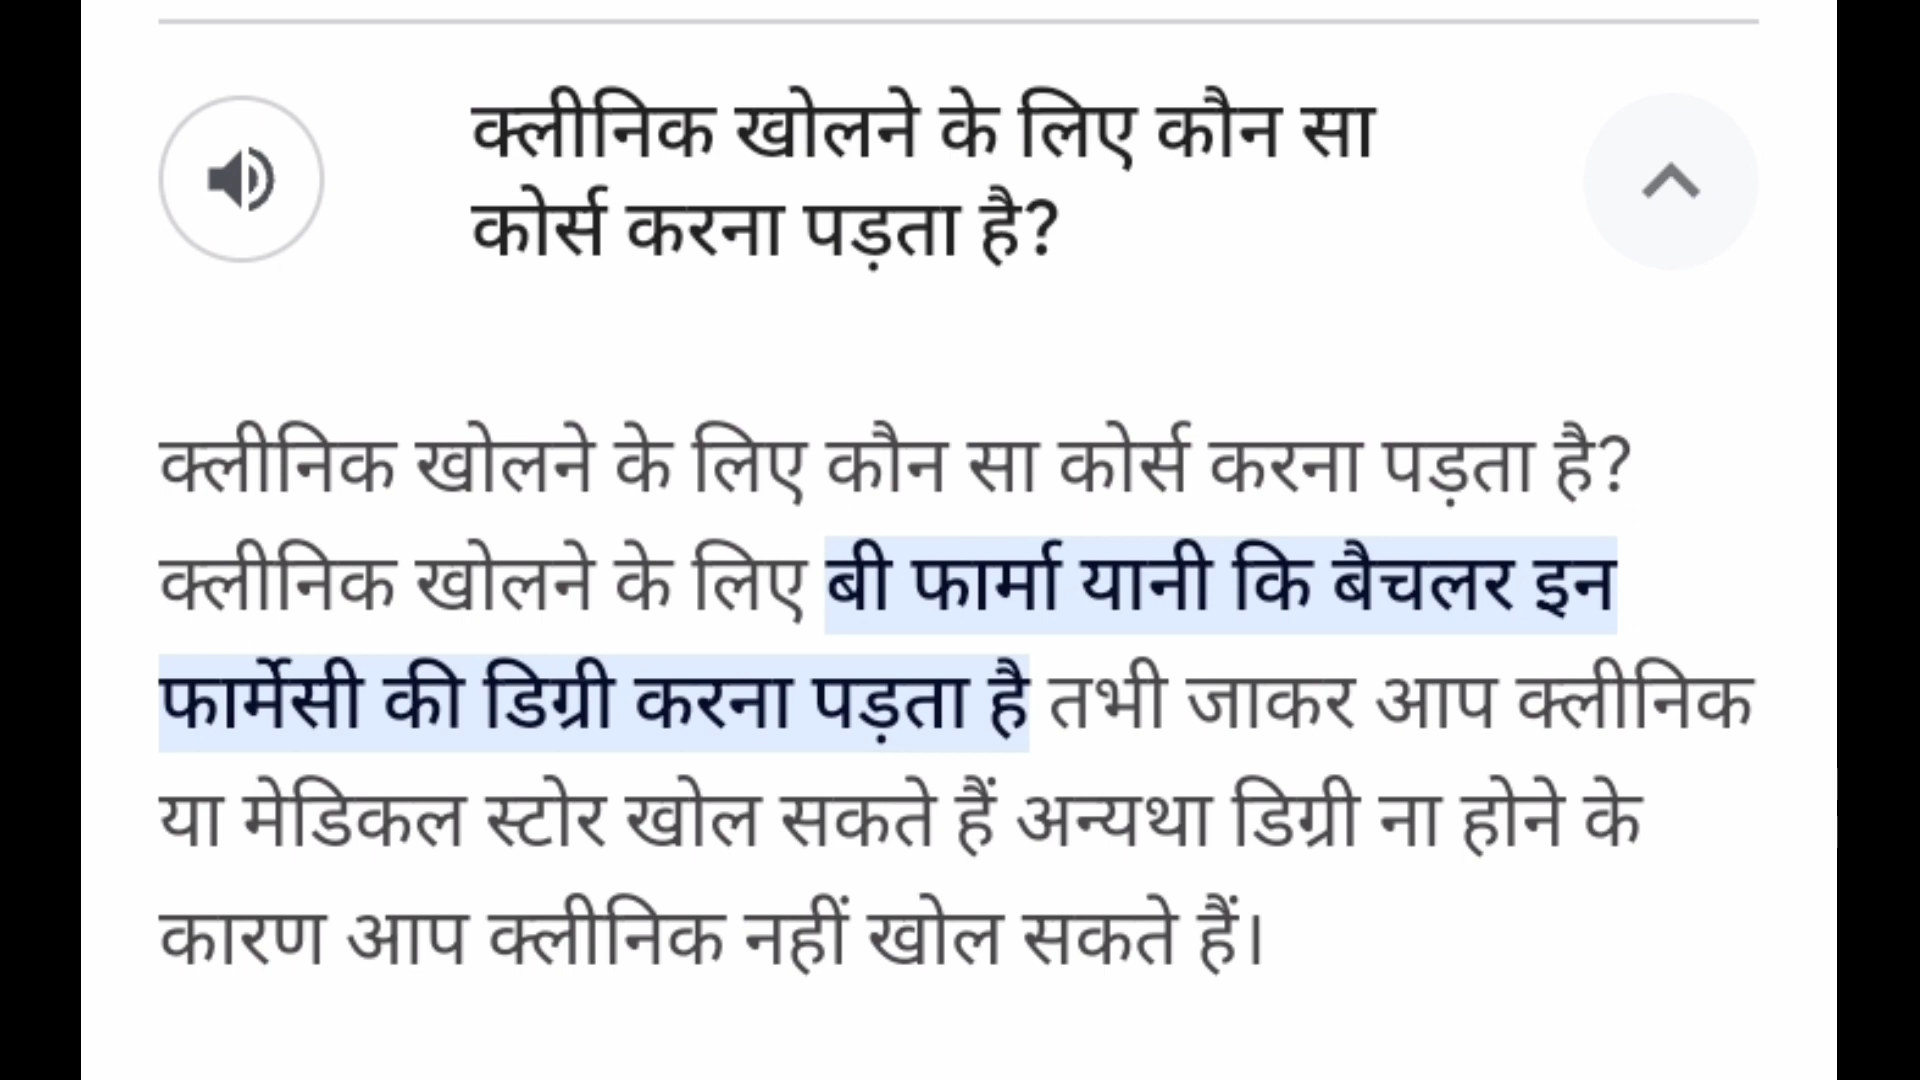 क्लीनिक खोलने के लिए कौन सा
कोर्स करना पड़ता है?
क्लीनिक खोलने के लिए कौन सा कोर्स करना पड़ता है?
क्लीनिक खोलने के लिए बी फार्मा यानी कि बैचलर इन
फार्मेसी की डिग्री करना पड़ता है तभी जाकर आप क्लीनिक
या मेडिकल स्टोर खोल सकते हैं अन्यथा डिग्री ना होने के
कारण आप क्लीनिक नहीं खोल सकते हैं।